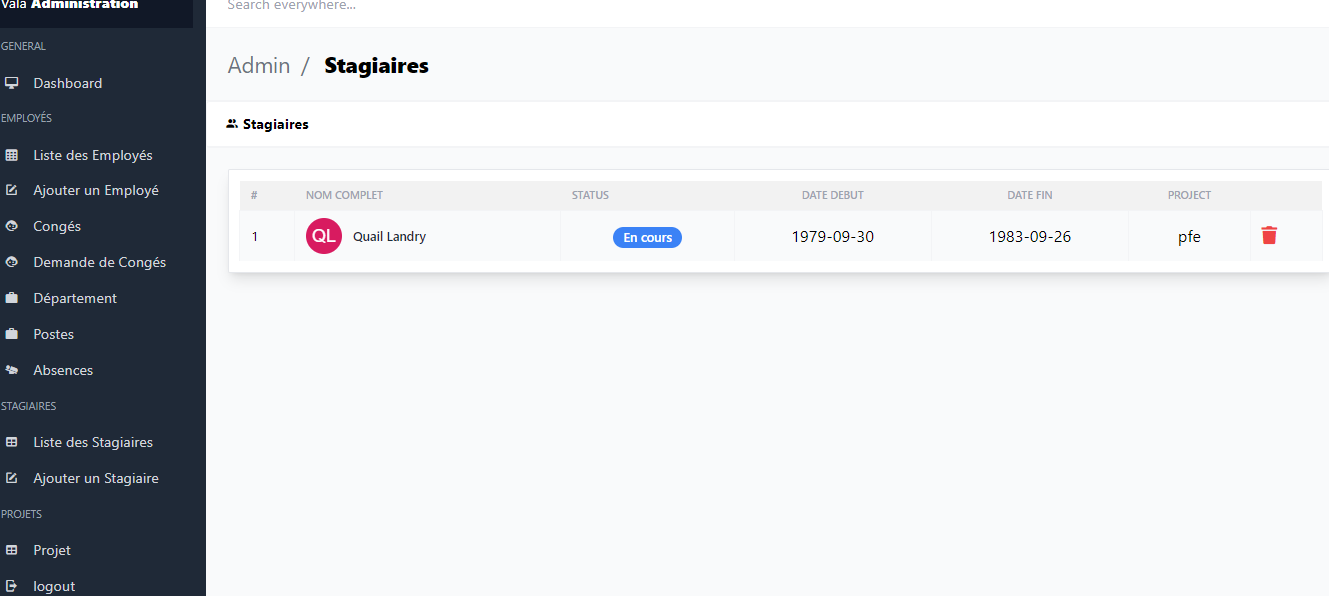 Vala Administration
GENERAL
Dashboard
EMPLOYÉS
Liste des Employés
Ajouter un Employé
Congés
Demande de Congés
Département
Postes
Absences
STAGIAIRES
Liste des Stagiaires
Ajouter un Stagiaire
PROJETS
Projet
logout
Search everywhere...
Admin / Stagiaires
Stagiaires
# NOM COMPLET STATUS DATE DEBUT DATE FIN PROJECT
1 QL Quail Landry En cours 1979-09-30 1983-09-26 pfe